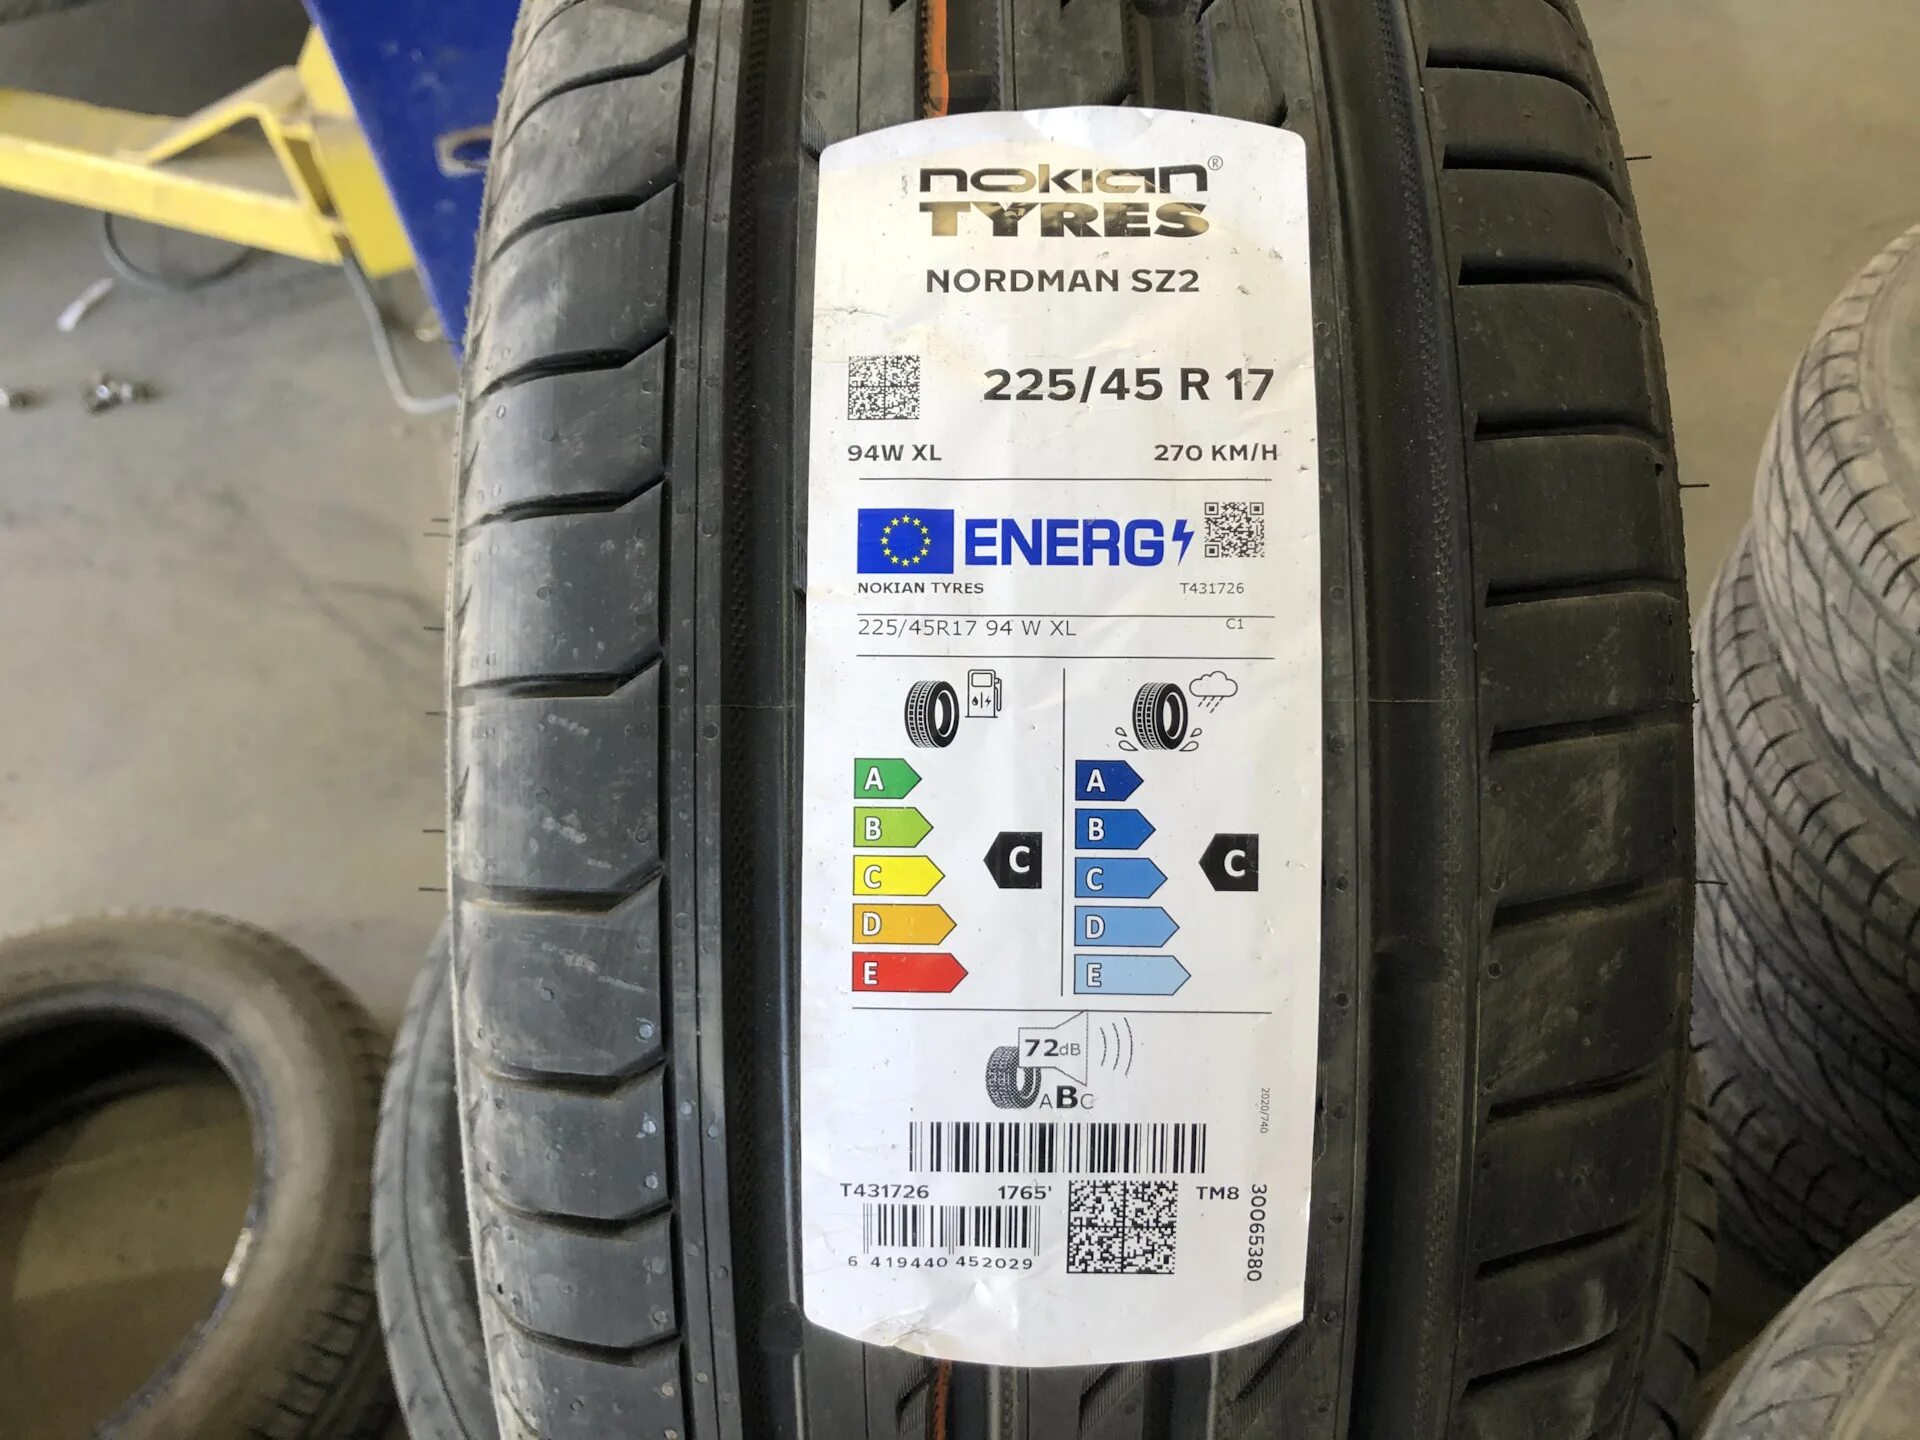 nokian®
TYRES
NORDMAN SZ2
225/45 R 17
94W XL 270 KM/H
ENERG
NOKIAN TYRES T431726
225/45R17 94 W XL C1
A A
B B
C C C C
D D
E E
72dB
ABC
2020/740
T431726 1765' TM8
30065380
6 419440 452029